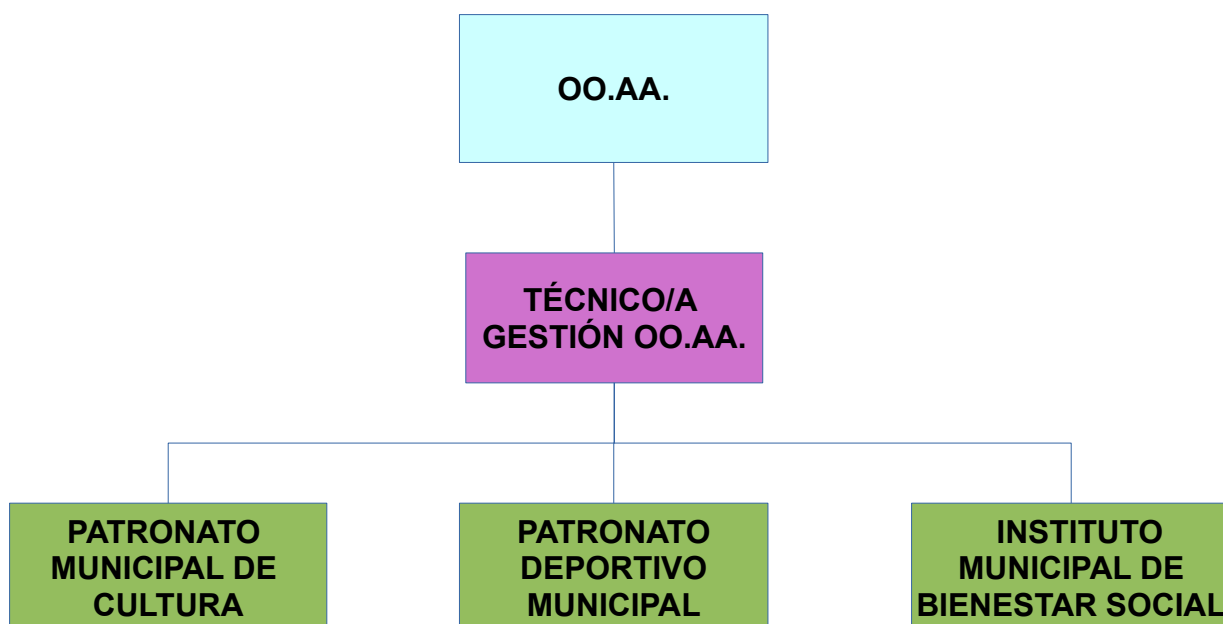 OO.AA.
TÉCNICO/A
GESTIÓN OO.AA.
PATRONATO
MUNICIPAL DE
CULTURA
PATRONATO
DEPORTIVO
MUNICIPAL
INSTITUTO
MUNICIPAL DE
BIENESTAR SOCIAL